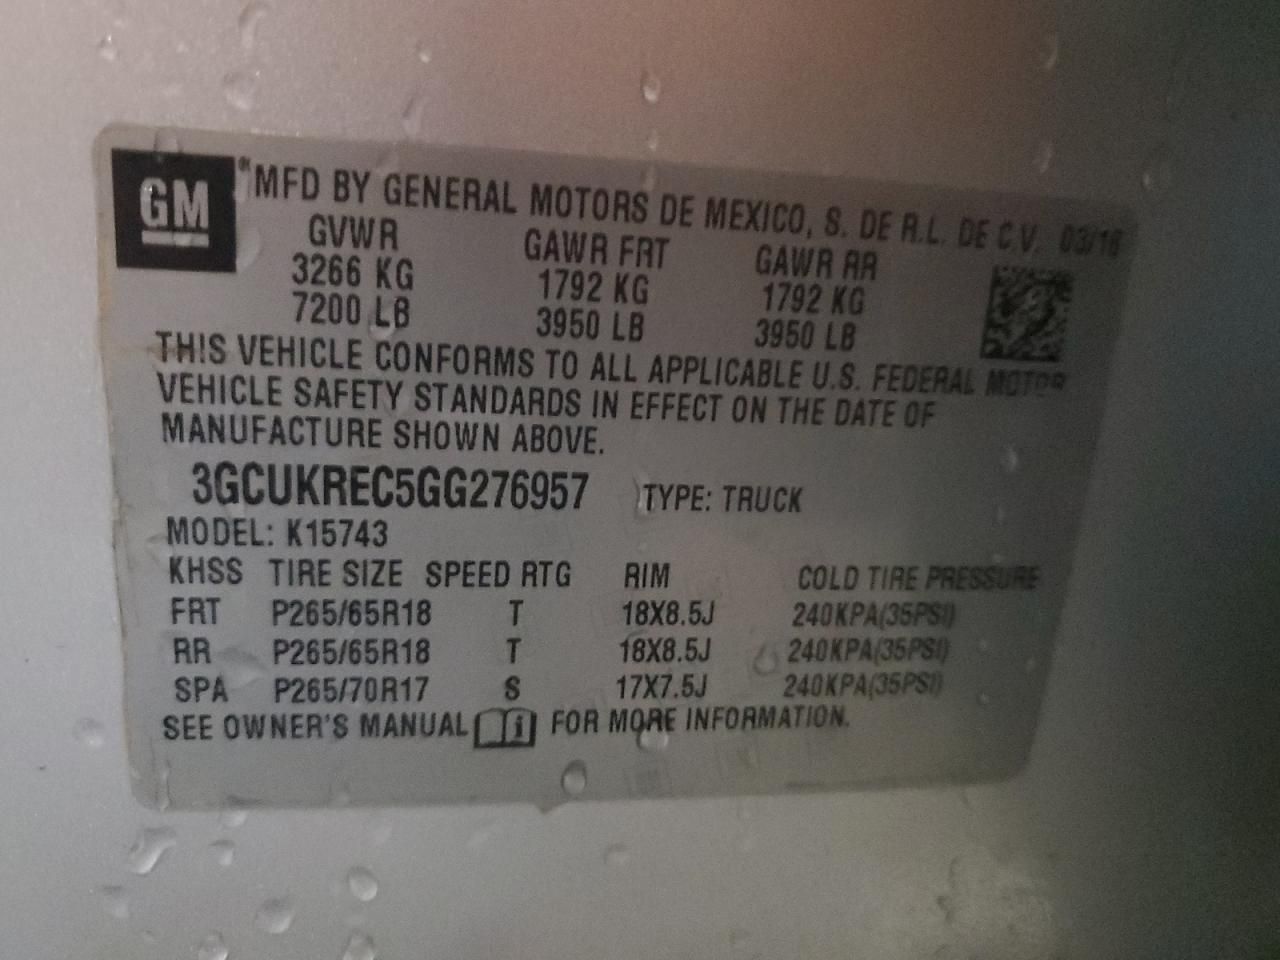 GM
MFD BY GENERAL MOTORS DE MEXICO, S. DE R.L. DE C.V. 03/16
GVWR GAWR FRT GAWR RR
3266 KG 1792 KG 1792 KG
7200 LB 3950 LB 3950 LB
THIS VEHICLE CONFORMS TO ALL APPLICABLE U.S. FEDERAL MOTOR
VEHICLE SAFETY STANDARDS IN EFFECT ON THE DATE OF
MANUFACTURE SHOWN ABOVE.
3GCUKREC5GG276957 TYPE: TRUCK
MODEL: K15743
KHSS TIRE SIZE SPEED RTG RIM COLD TIRE PRESSURE
FRT P265/65R18 T 18X8.5J 240KPA(35PSI)
RR P265/65R18 T 18X8.5J 240KPA(35PSI)
SPA P265/70R17 S 17X7.5J 240KPA(35PSI)
SEE OWNER'S MANUAL FOR MORE INFORMATION.